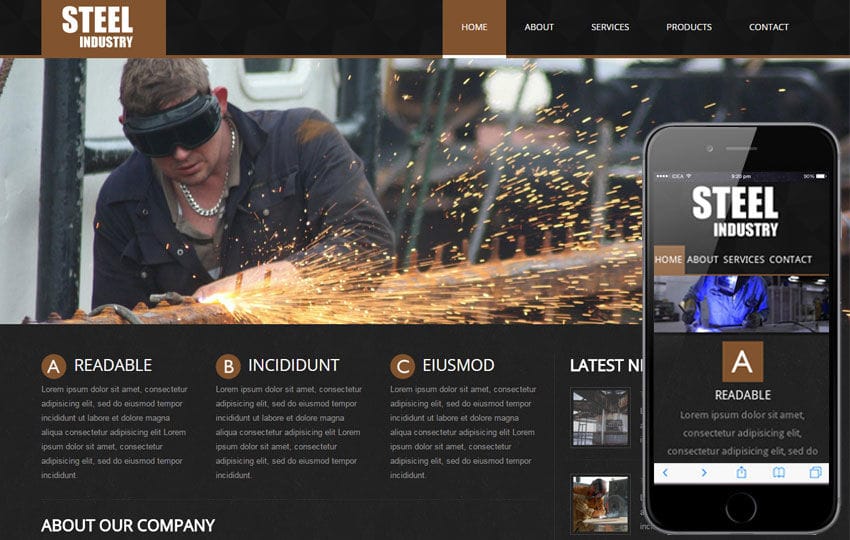 STEEL
INDUSTRY
HOME ABOUT SERVICES PRODUCTS CONTACT
A READABLE
Lorem ipsum dolor sit amet, consectetur
adipisicing elit, sed do eiusmod tempor
incididunt ut labore et dolore magna
aliqua consectetur adipisicing elit Lorem
ipsum dolor sit amet, consectetur
adipisicing elit, sed do eiusmod tempor
incididunt.
B INCIDIDUNT
Lorem ipsum dolor sit amet, consectetur
adipisicing elit, sed do eiusmod tempor
incididunt ut labore et dolore magna
aliqua consectetur adipisicing elit Lorem
ipsum dolor sit amet, consectetur
adipisicing elit, sed do eiusmod tempor
incididunt.
C EIUSMOD
Lorem ipsum dolor sit amet, consectetur
adipisicing elit, sed do eiusmod tempor
incididunt ut labore et dolore magna
aliqua consectetur adipisicing elit Lorem
ipsum dolor sit amet, consectetur
adipisicing elit, sed do eiusmod tempor
incididunt.
LATEST NE
ABOUT OUR COMPANY
9:20 pm 90%
STEEL
INDUSTRY
HOME ABOUT SERVICES CONTACT
A
READABLE
Lorem ipsum dolor sit amet,
consectetur adipisicing elit,
consectetur adipisicing elit, sed do